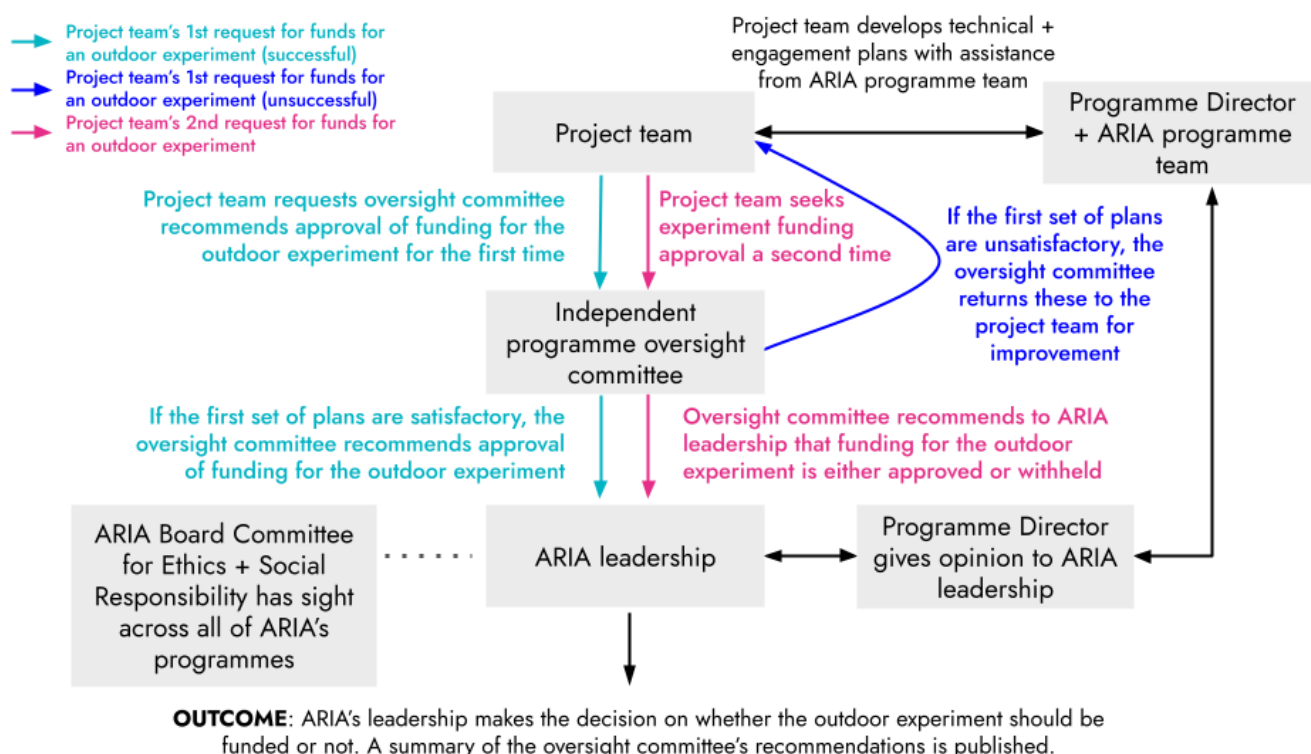 Project team's 1st request for funds for
an outdoor experiment (successful)
Project team's 1st request for funds for
an outdoor experiment (unsuccessful)
Project team's 2nd request for funds for
an outdoor experiment
Project team develops technical +
engagement plans with assistance
from ARIA programme team
Project team
Programme Director
+ ARIA programme
team
Project team requests oversight committee
recommends approval of funding for the
outdoor experiment for the first time
Project team seeks
experiment funding
approval a second time
If the first set of plans
are unsatisfactory, the
oversight committee
returns these to the
project team for
improvement
Independent
programme oversight
committee
If the first set of plans are satisfactory, the
oversight committee recommends approval
of funding for the outdoor experiment
Oversight committee recommends to ARIA
leadership that funding for the outdoor
experiment is either approved or withheld
ARIA Board Committee
for Ethics + Social
Responsibility has sight
across all of ARIA's
programmes
ARIA leadership
Programme Director
gives opinion to ARIA
leadership
OUTCOME: ARIA's leadership makes the decision on whether the outdoor experiment should be
funded or not. A summary of the oversight committee's recommendations is published.